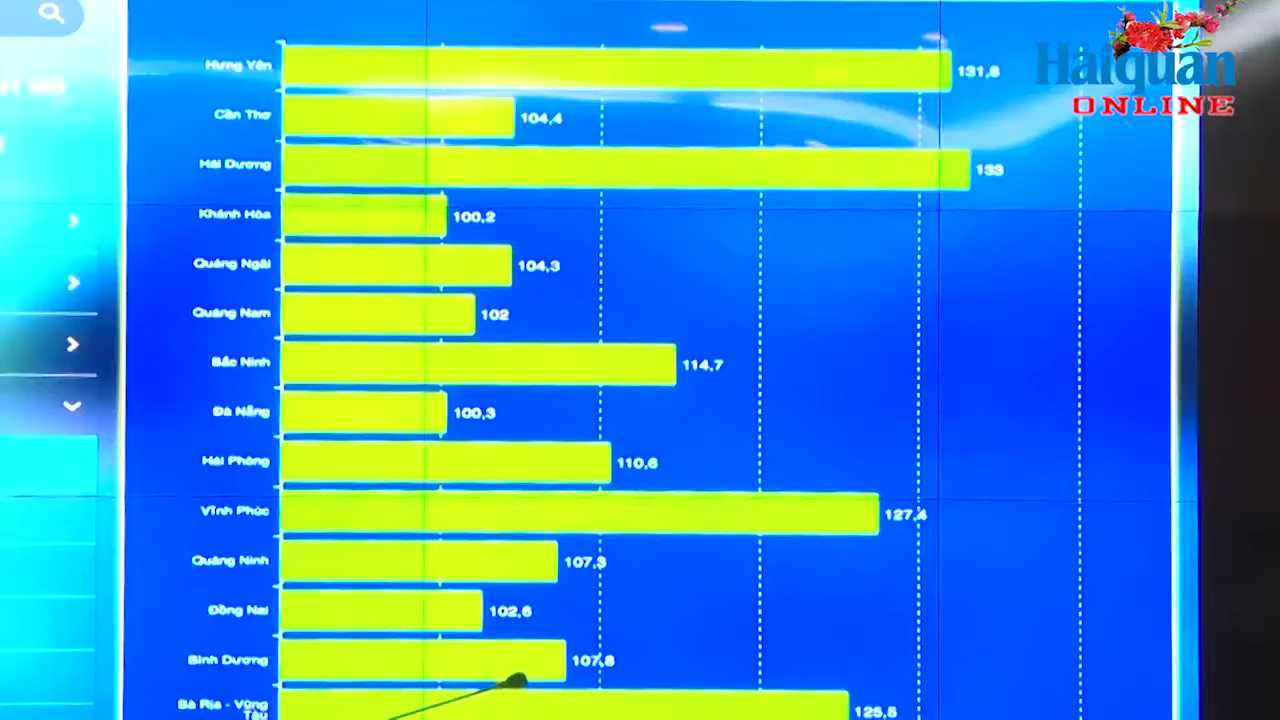 Hảiquan
ONLINE
Hưng Yên 131,8
Cần Thơ 104,4
Hải Dương 133
Khánh Hòa 100,2
Quảng Ngãi 104,3
Quảng Nam 102
Bắc Ninh 114,7
Đà Nẵng 100,3
Hải Phòng 110,6
Vĩnh Phúc 127,4
Quảng Ninh 107,3
Đồng Nai 102,6
Bình Dương 107,8
Bà Rịa - Vũng 125,5
Tàu